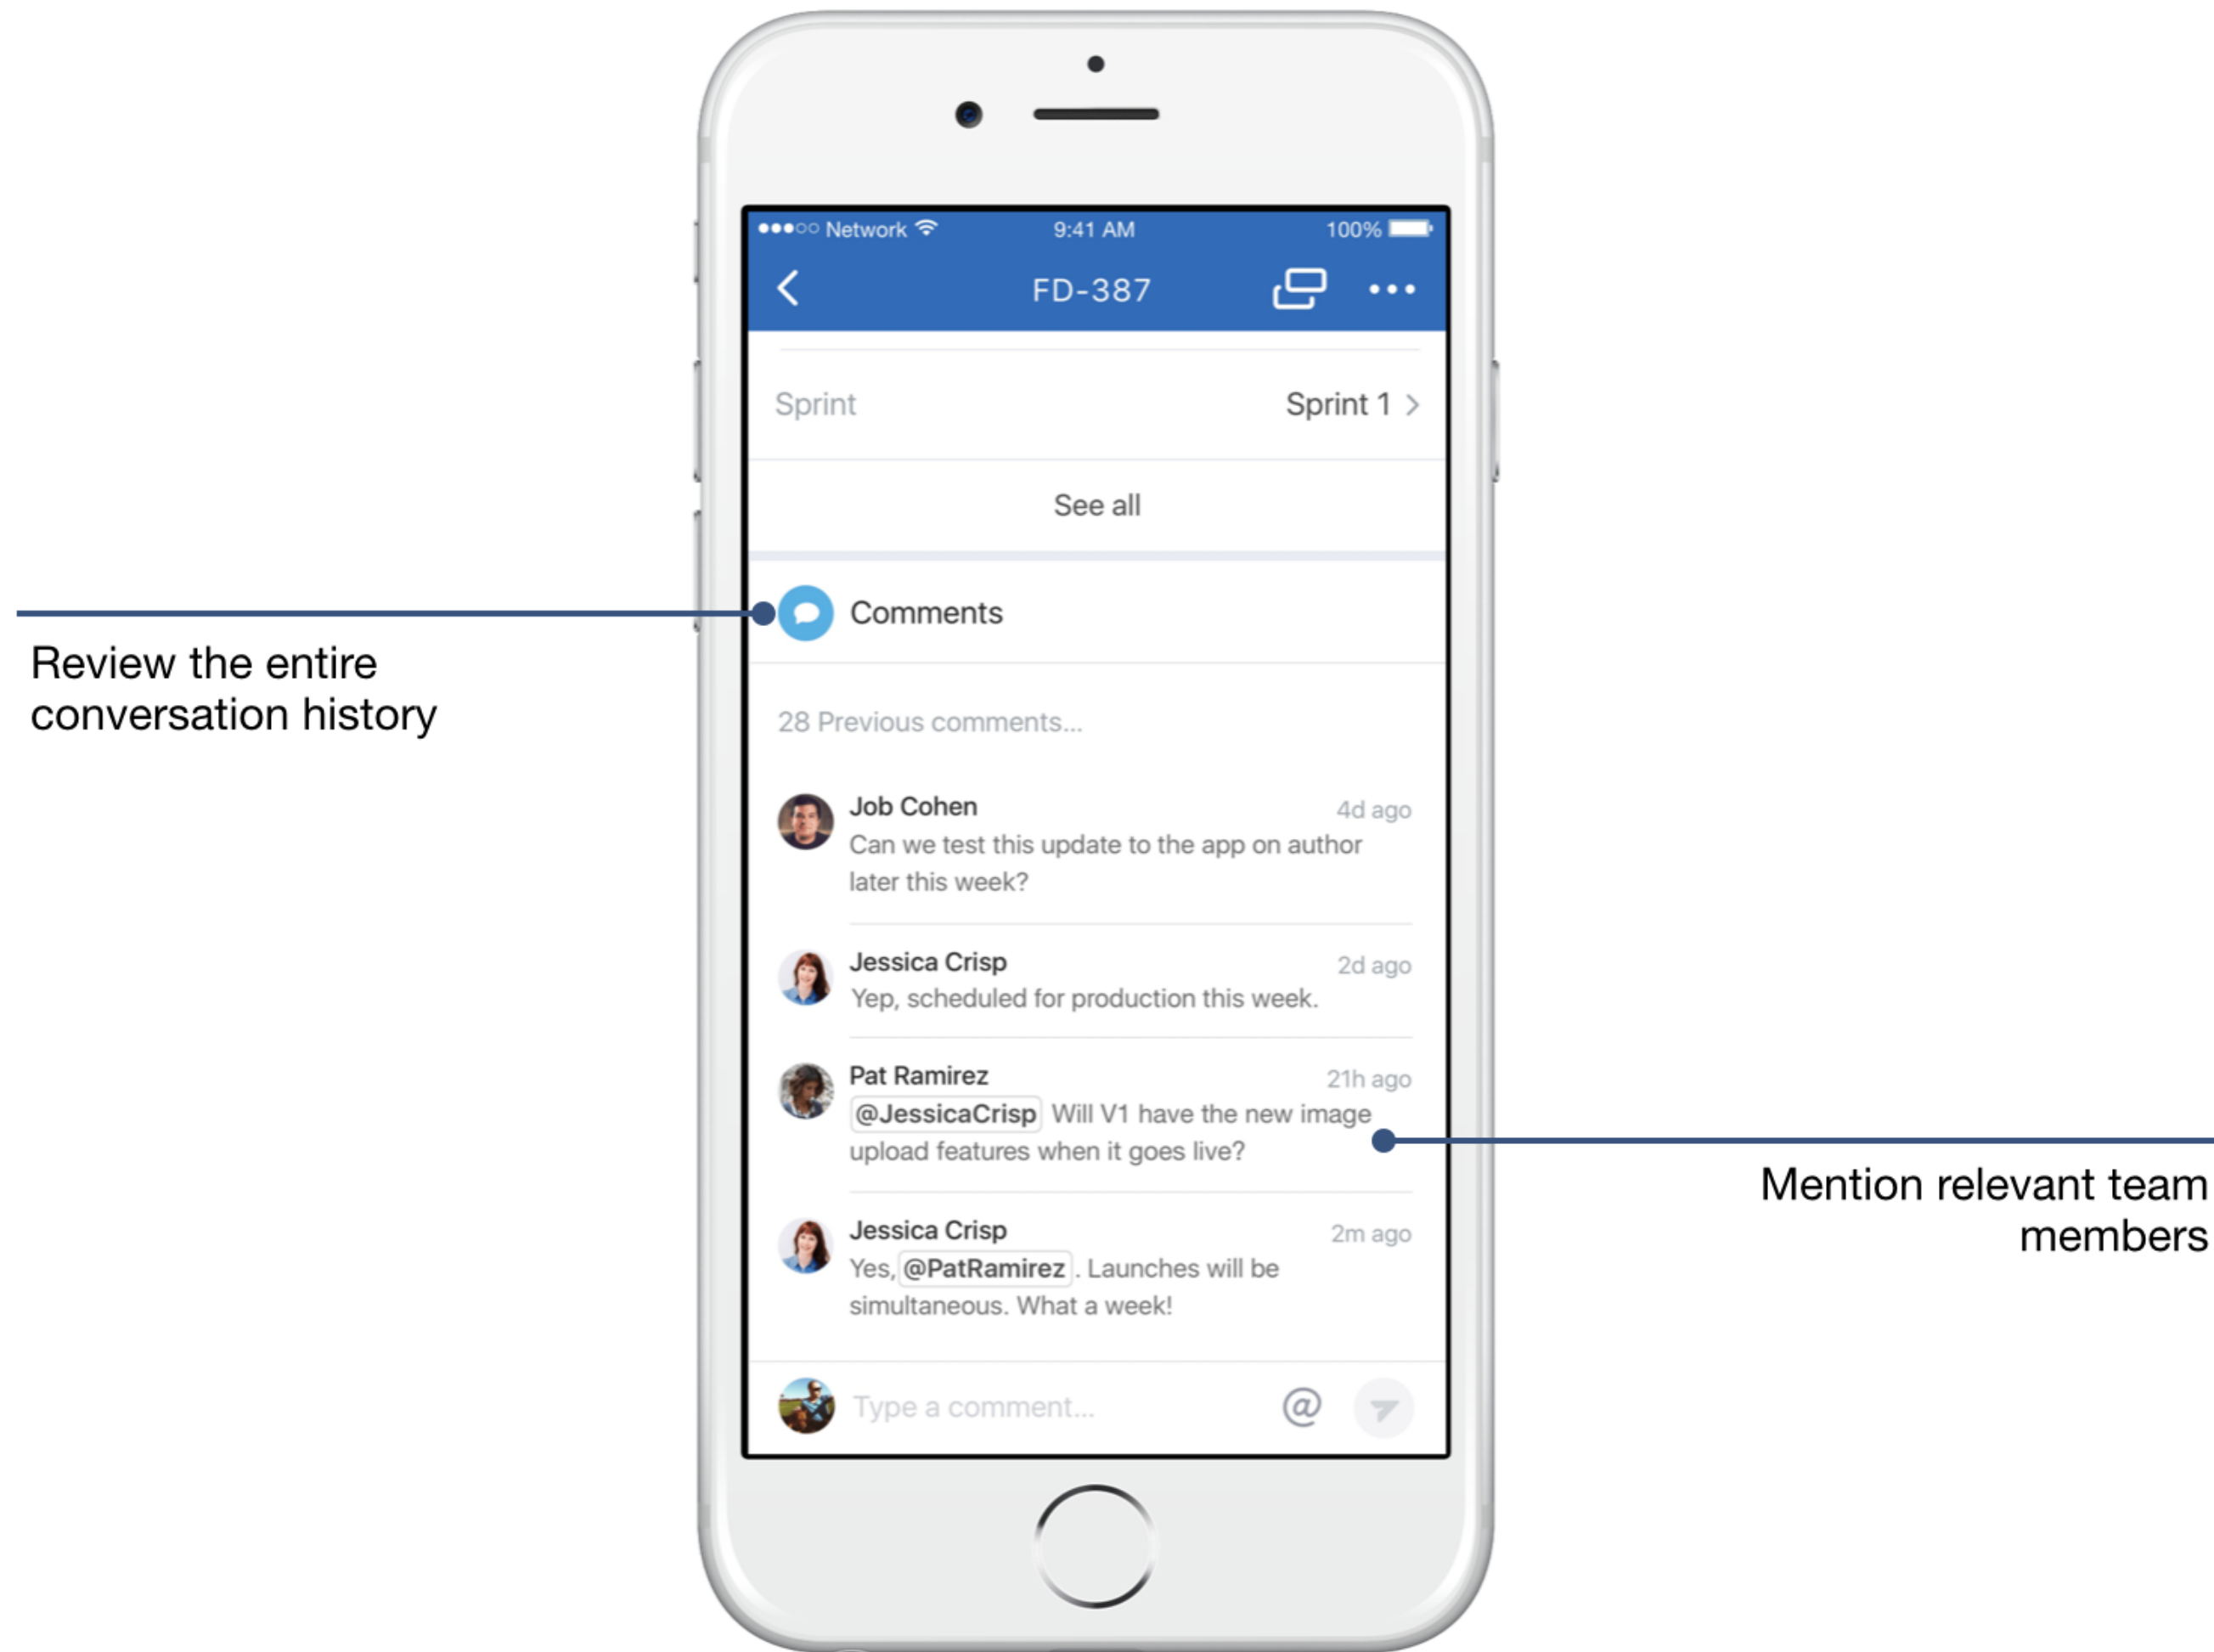 Network 9:41 AM 100%
FD-387
Sprint Sprint 1
See all
Comments
Review the entire
conversation history
28 Previous comments...
Job Cohen 4d ago
Can we test this update to the app on author
later this week?
Jessica Crisp 2d ago
Yep, scheduled for production this week.
Pat Ramirez 21h ago
@JessicaCrisp Will V1 have the new image
upload features when it goes live?
Mention relevant team
members
Jessica Crisp 2m ago
Yes, @PatRamirez . Launches will be
simultaneous. What a week!
Type a comment... @